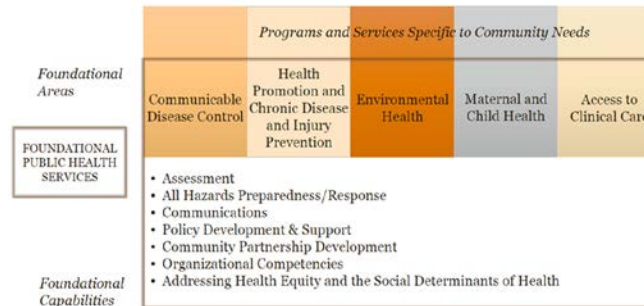 Programs and Services Specific to Community Needs
Foundational
Areas
Communicable
Disease Control
Health
Promotion and
Chronic Disease
and Injury
Prevention
Environmental
Health
Maternal and
Child Health
Access to
Clinical Care
FOUNDATIONAL
PUBLIC HEALTH
SERVICES
• Assessment
• All Hazards Preparedness/Response
• Communications
• Policy Development & Support
• Community Partnership Development
• Organizational Competencies
• Addressing Health Equity and the Social Determinants of Health
Foundational
Capabilities